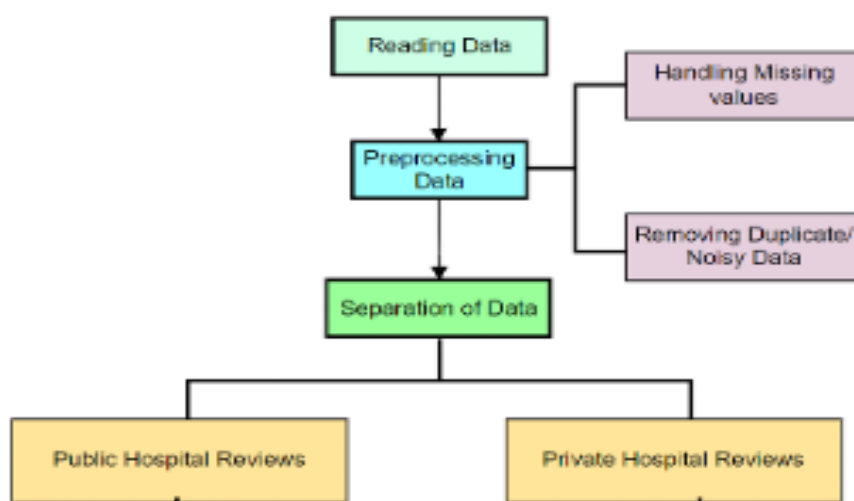 Reading Data
Handling Missing
values
Preprocessing
Data
Removing Duplicate/
Noisy Data
Separation of Data
Public Hospital Reviews
Private Hospital Reviews